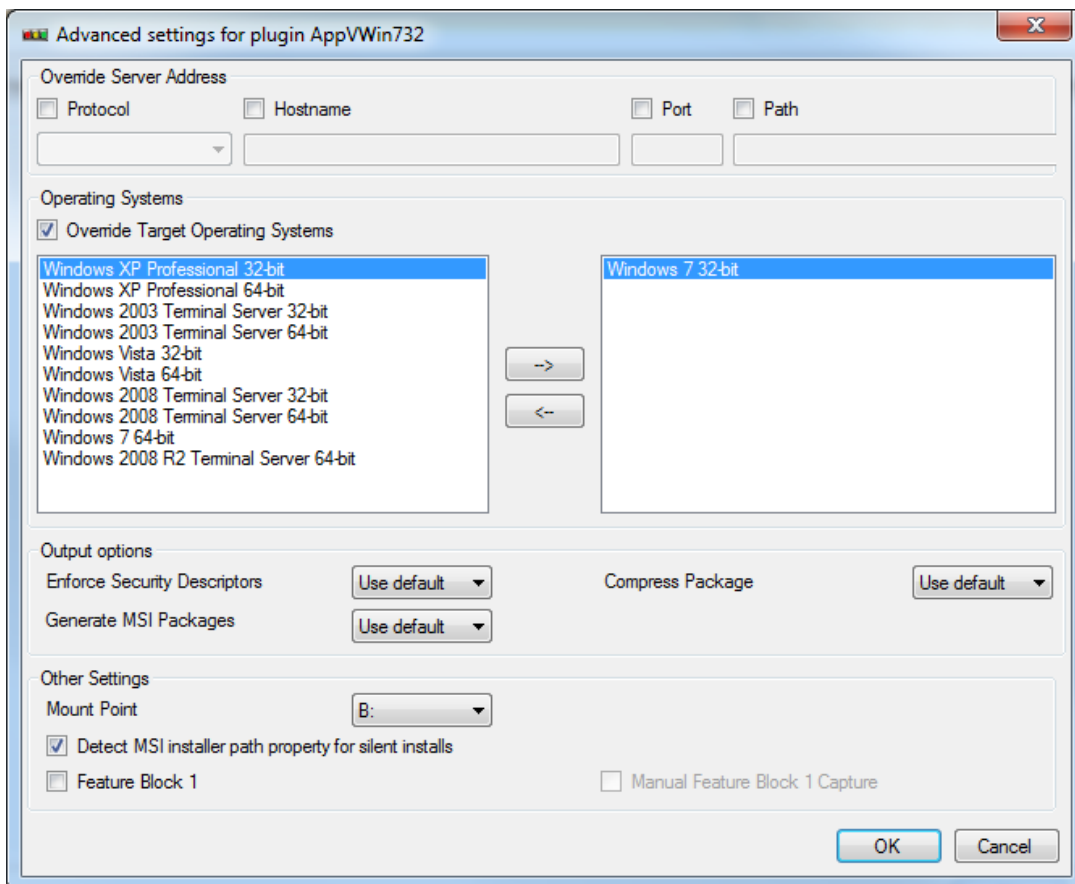 Advanced settings for plugin AppVWin732
Override Server Address
Protocol Hostname Port Path
Operating Systems
Override Target Operating Systems
Windows XP Professional 32-bit
Windows XP Professional 64-bit
Windows 2003 Terminal Server 32-bit
Windows 2003 Terminal Server 64-bit
Windows Vista 32-bit
Windows Vista 64-bit
Windows 2008 Terminal Server 32-bit
Windows 2008 Terminal Server 64-bit
Windows 7 64-bit
Windows 2008 R2 Terminal Server 64-bit
-->
<--
Windows 7 32-bit
Output options
Enforce Security Descriptors Use default Compress Package Use default
Generate MSI Packages Use default
Other Settings
Mount Point B:
Detect MSI installer path property for silent installs
Feature Block 1 Manual Feature Block 1 Capture
OK Cancel